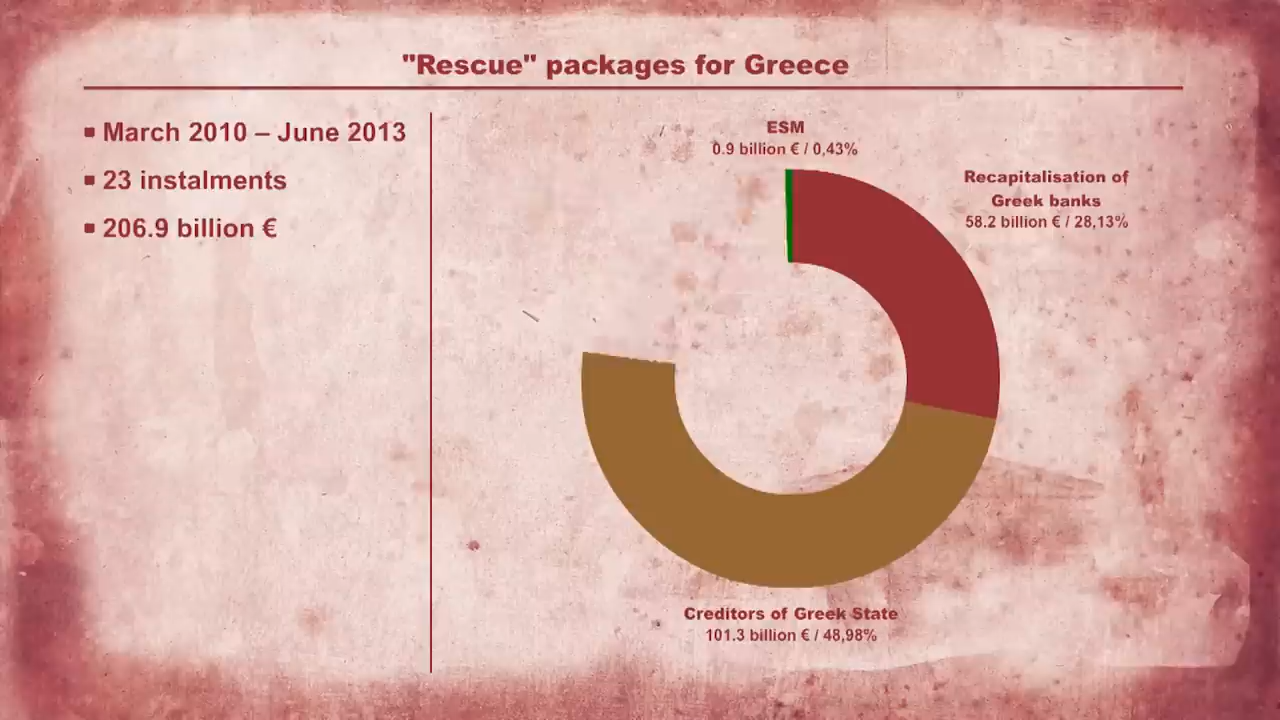 "Rescue" packages for Greece
▪ March 2010 – June 2013
▪ 23 instalments
▪ 206.9 billion €
ESM
0.9 billion € / 0,43%
Recapitalisation of
Greek banks
58.2 billion € / 28,13%
Creditors of Greek State
101.3 billion € / 48,98%